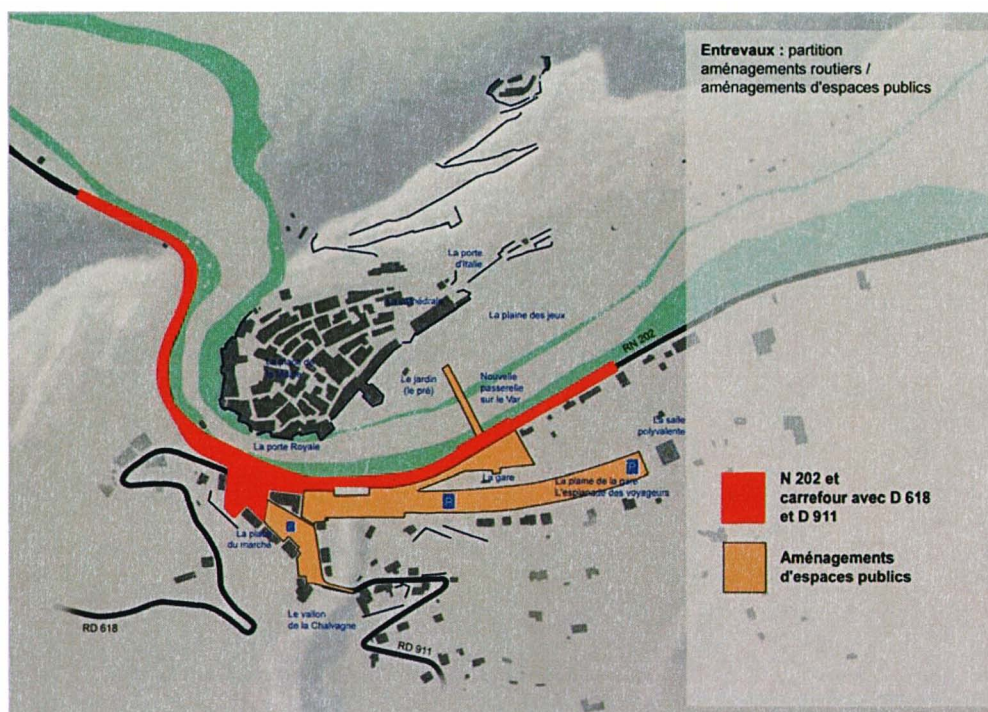 Entrevaux : partition
aménagements routiers /
aménagements d'espaces publics
La porte
d'Italie
La cathédrale
La plaine des jeux
RN 202
Le jardin
(le pré)
Nouvelle
passerelle
sur le Var
La salle
polyvalente
La porte Royale
La gare
La plaine de la gare
L'esplanade des voyageurs
P
P
P
La place
du marché
Le vallon
de la Chalvagne
RD 618
RD 911
N 202 et
carrefour avec D 618
et D 911
Aménagements
d'espaces publics